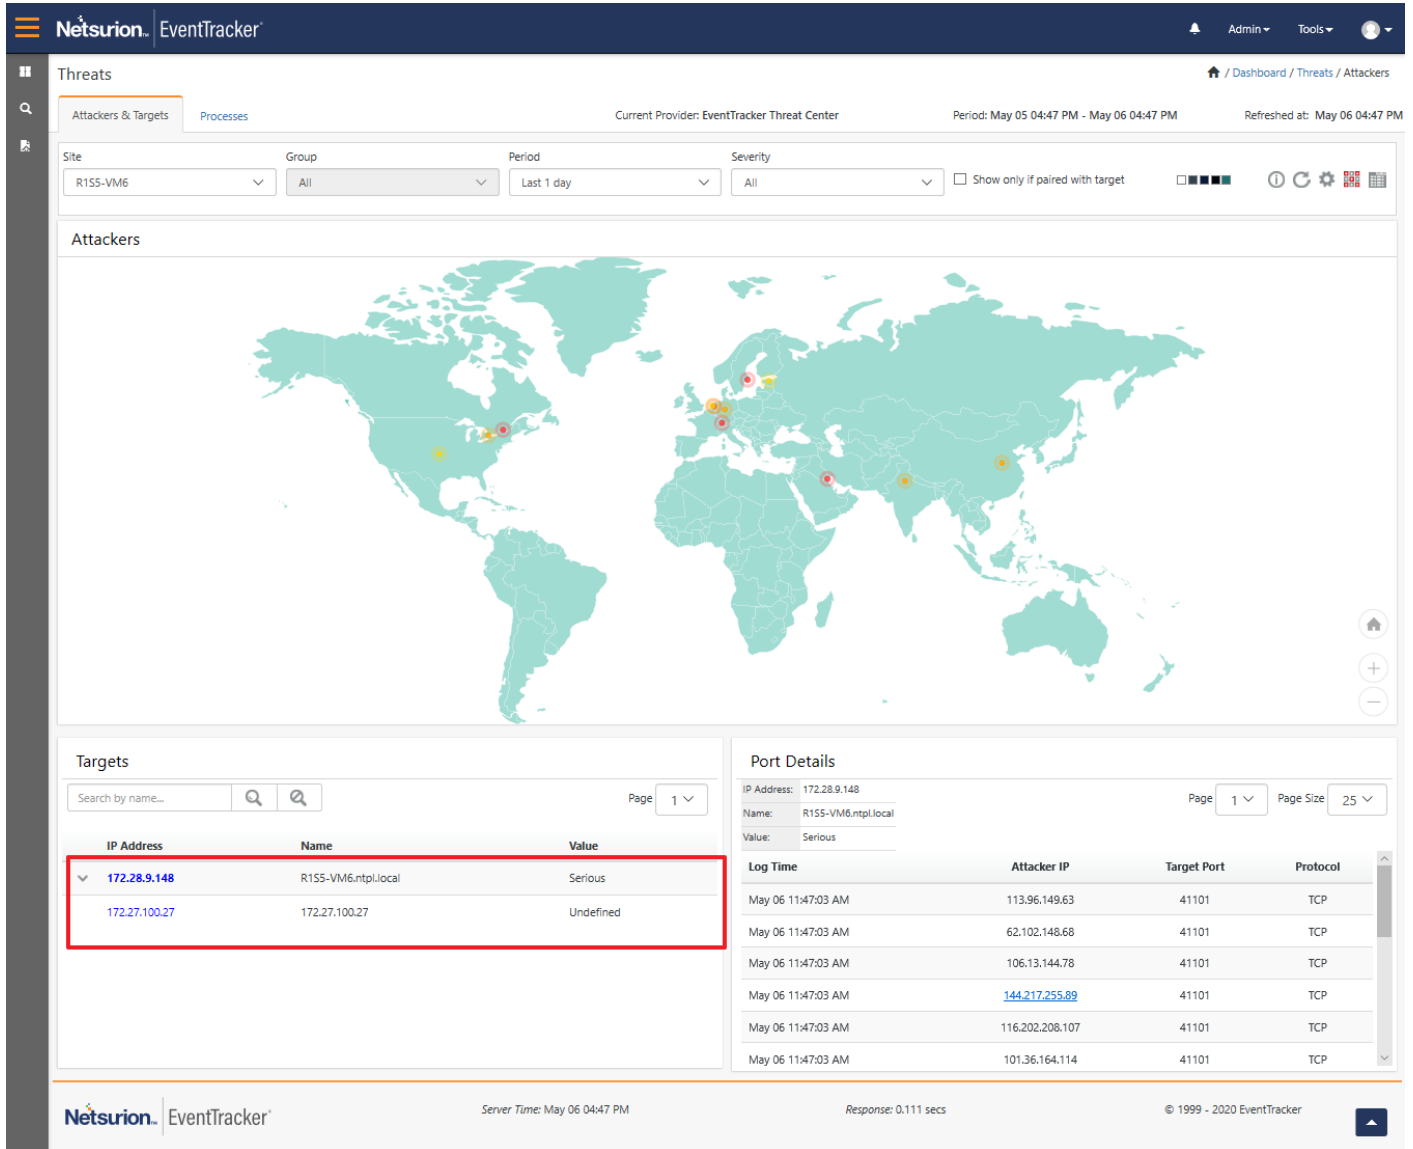 Netsurion™ EventTracker®
Admin Tools
Threats
/ Dashboard / Threats / Attackers
Attackers & Targets Processes Current Provider: EventTracker Threat Center Period: May 05 04:47 PM - May 06 04:47 PM Refreshed at: May 06 04:47 PM
Site Group Period Severity
R1S5-VM6 All Last 1 day All Show only if paired with target
Attackers
Targets
Search by name...
Page 1
IP Address Name Value
172.28.9.148 R1S5-VM6.ntpl.local Serious
172.27.100.27 172.27.100.27 Undefined
Port Details
IP Address: 172.28.9.148
Name: R1S5-VM6.ntpl.local
Value: Serious
Page 1 Page Size 25
Log Time Attacker IP Target Port Protocol
May 06 11:47:03 AM 113.96.149.63 41101 TCP
May 06 11:47:03 AM 62.102.148.68 41101 TCP
May 06 11:47:03 AM 106.13.144.78 41101 TCP
May 06 11:47:03 AM 144.217.255.89 41101 TCP
May 06 11:47:03 AM 116.202.208.107 41101 TCP
May 06 11:47:03 AM 101.36.164.114 41101 TCP
Netsurion™ EventTracker®
Server Time: May 06 04:47 PM Response: 0.111 secs © 1999 - 2020 EventTracker